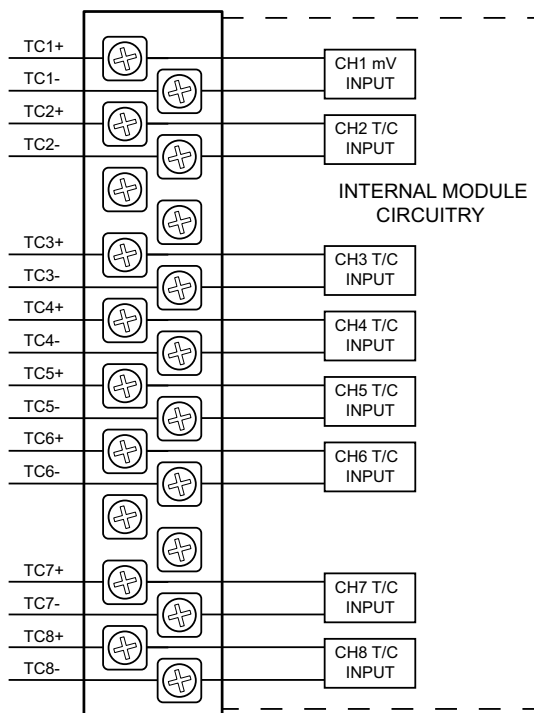 TC1+
TC1-
TC2+
TC2-
TC3+
TC3-
TC4+
TC4-
TC5+
TC5-
TC6+
TC6-
TC7+
TC7-
TC8+
TC8-
CH1 mV
INPUT
CH2 T/C
INPUT
INTERNAL MODULE
CIRCUITRY
CH3 T/C
INPUT
CH4 T/C
INPUT
CH5 T/C
INPUT
CH6 T/C
INPUT
CH7 T/C
INPUT
CH8 T/C
INPUT